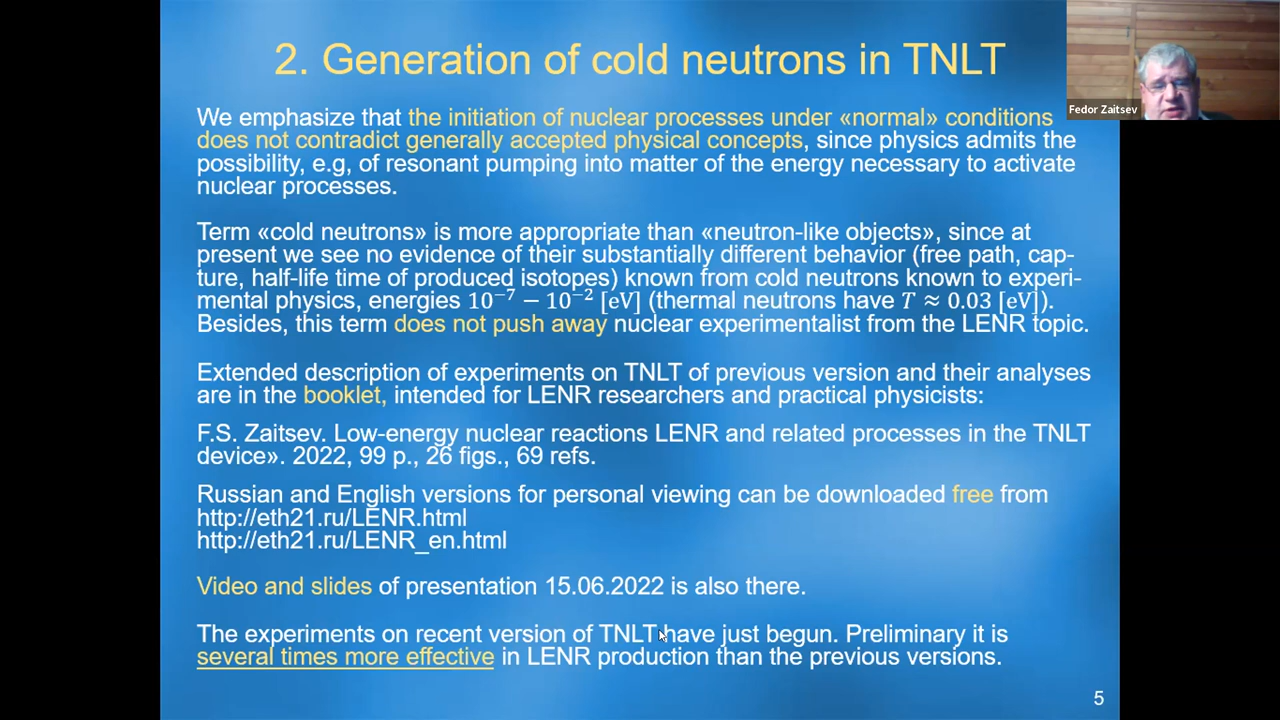 2. Generation of cold neutrons in TNLT
Fedor Zaitsev
We emphasize that the initiation of nuclear processes under «normal» conditions
does not contradict generally accepted physical concepts, since physics admits the
possibility, e.g, of resonant pumping into matter of the energy necessary to activate
nuclear processes.
Term «cold neutrons» is more appropriate than «neutron-like objects», since at
present we see no evidence of their substantially different behavior (free path, cap-
ture, half-life time of produced isotopes) known from cold neutrons known to experi-
mental physics, energies 10⁻⁷ − 10⁻² [eV] (thermal neutrons have T ≈ 0.03 [eV]).
Besides, this term does not push away nuclear experimentalist from the LENR topic.
Extended description of experiments on TNLT of previous version and their analyses
are in the booklet, intended for LENR researchers and practical physicists:
F.S. Zaitsev. Low-energy nuclear reactions LENR and related processes in the TNLT
device». 2022, 99 p., 26 figs., 69 refs.
Russian and English versions for personal viewing can be downloaded free from
http://eth21.ru/LENR.html
http://eth21.ru/LENR_en.html
Video and slides of presentation 15.06.2022 is also there.
The experiments on recent version of TNLT have just begun. Preliminary it is
several times more effective in LENR production than the previous versions.
5